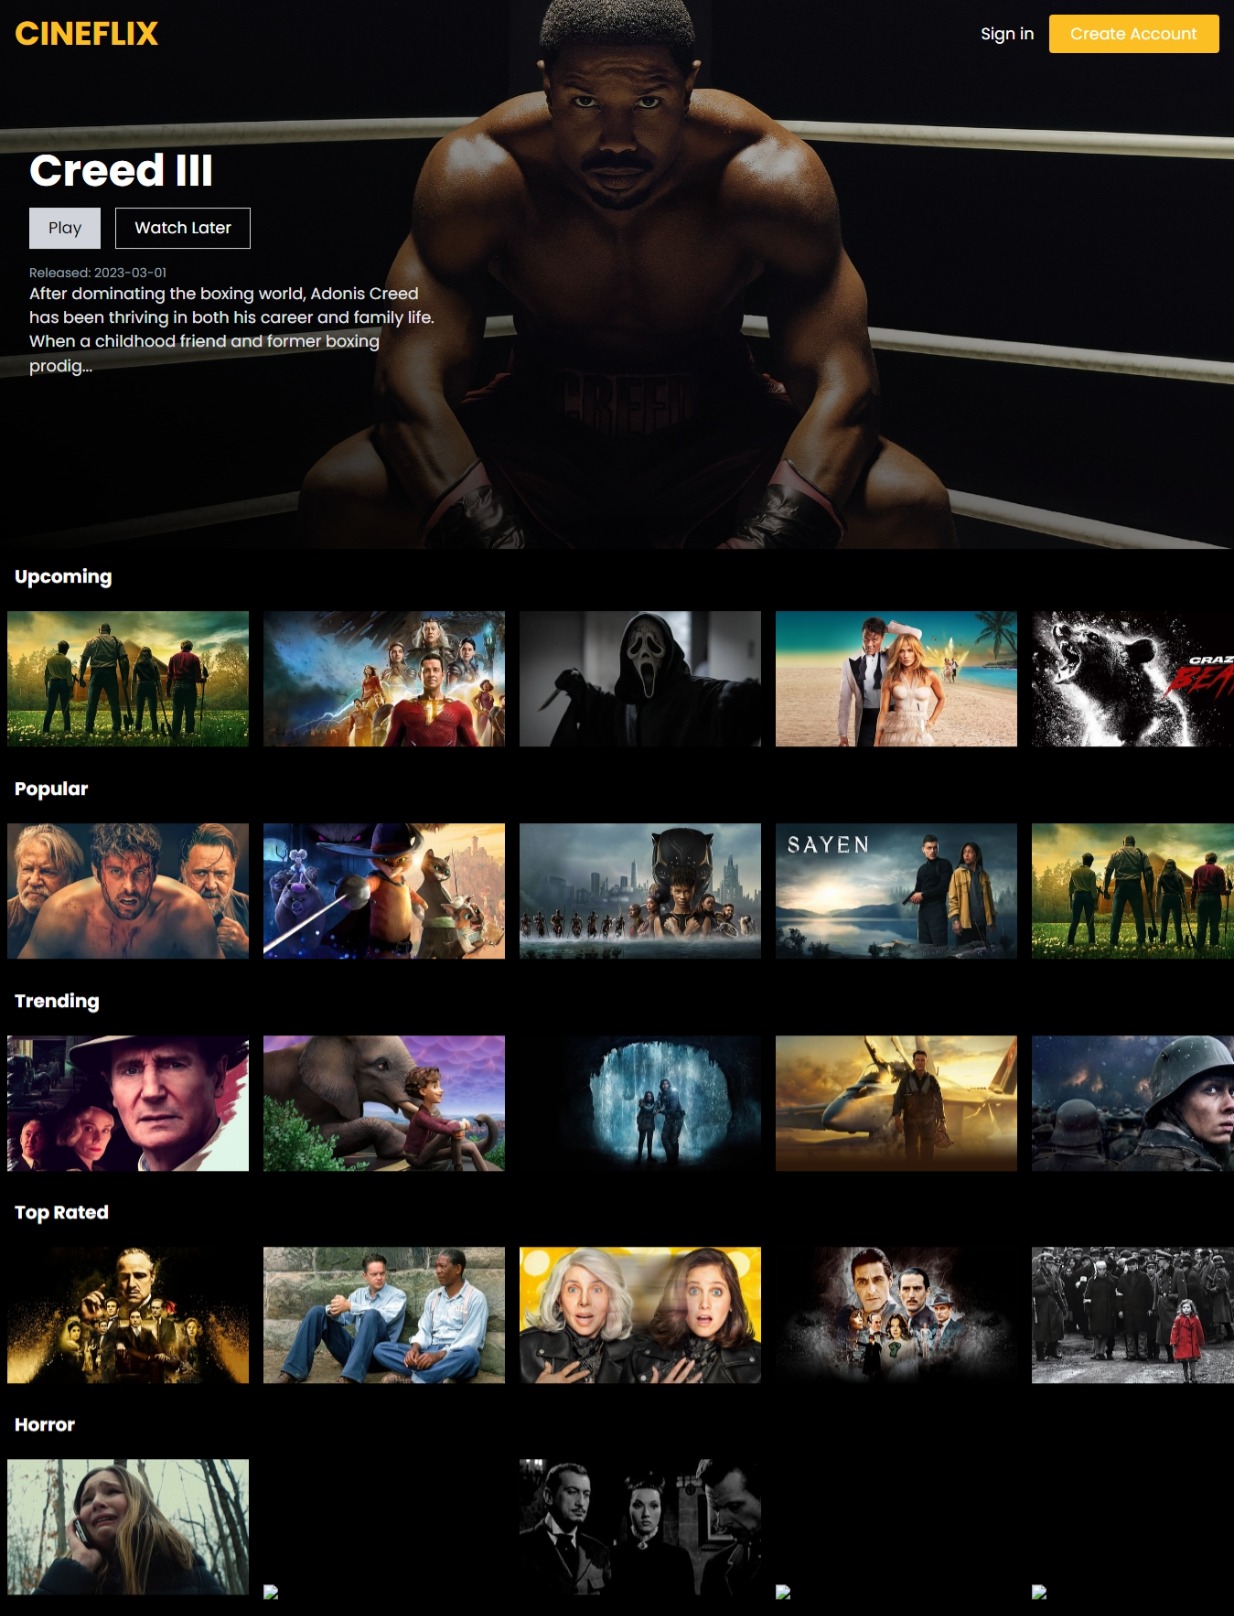 CINEFLIX
Sign in
Create Account
Creed III
Play
Watch Later
Released: 2023-03-01
After dominating the boxing world, Adonis Creed
has been thriving in both his career and family life.
When a childhood friend and former boxing
prodig...
CREED
Upcoming
CRAZ
BEA
Popular
SAYEN
Trending
Top Rated
Horror